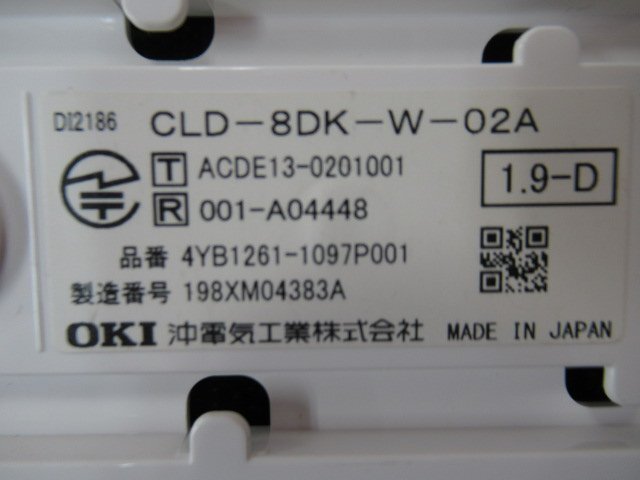 DI2186 CLD-8DK-W-02A
T ACDE13-0201001
R 001-A04448
1.9-D
品番 4YB1261-1097P001
製造番号 198XM04383A
OKI 沖電気工業株式会社 MADE IN JAPAN